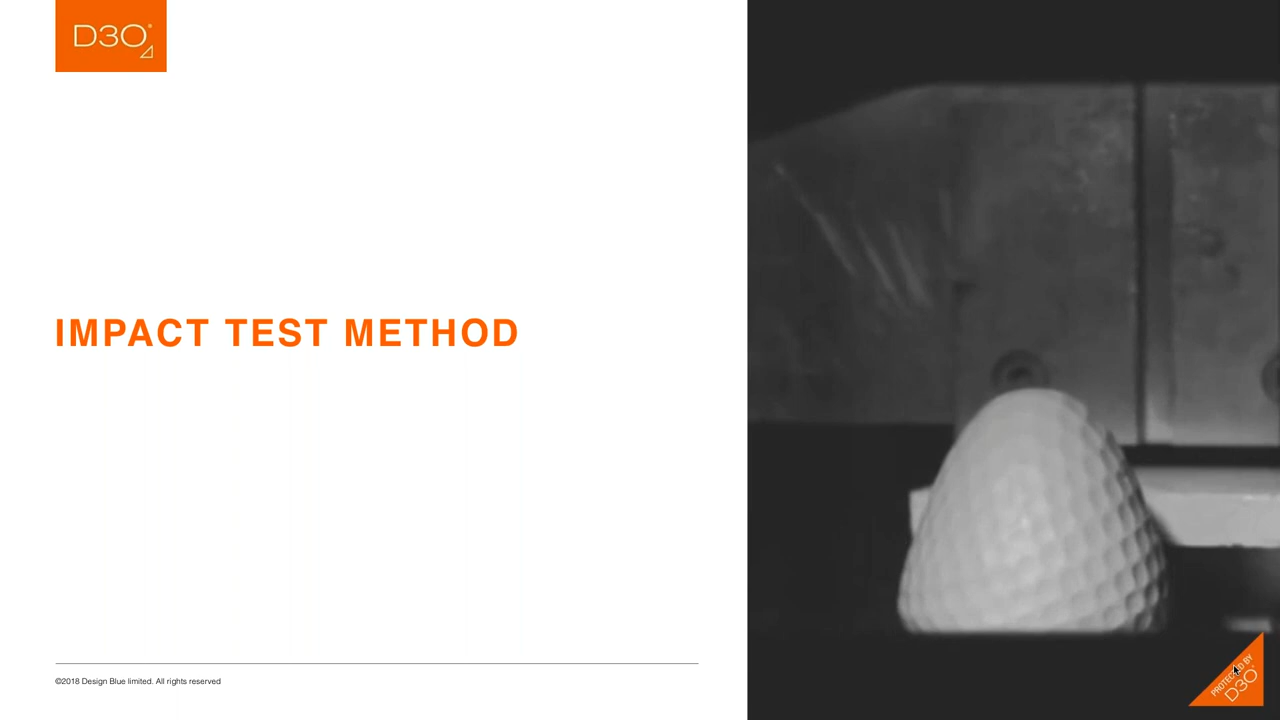 D3O®
IMPACT TEST METHOD
©2018 Design Blue limited. All rights reserved
PROTECTED BY
D3O®